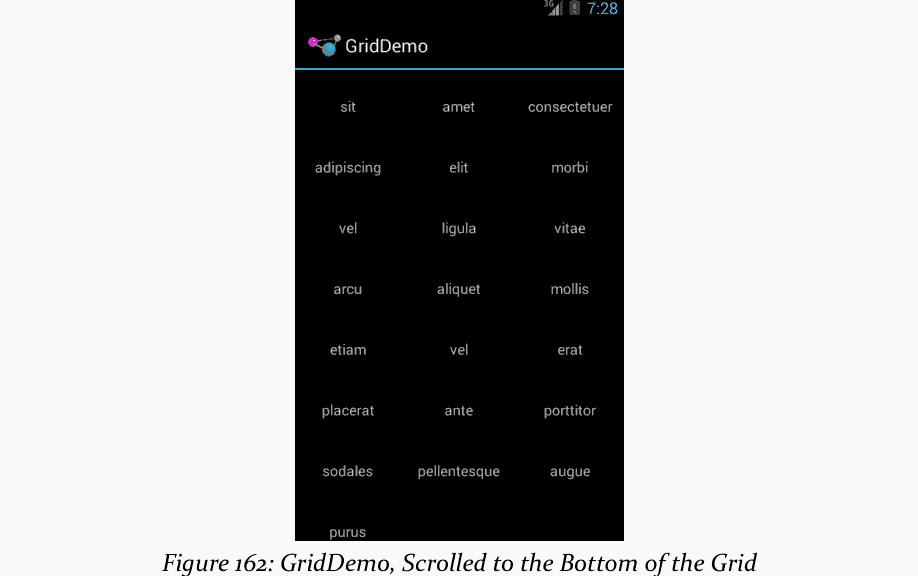 3G 7:28
GridDemo
sit amet consectetuer
adipiscing elit morbi
vel ligula vitae
arcu aliquet mollis
etiam vel erat
placerat ante porttitor
sodales pellentesque augue
purus
Figure 162: GridDemo, Scrolled to the Bottom of the Grid